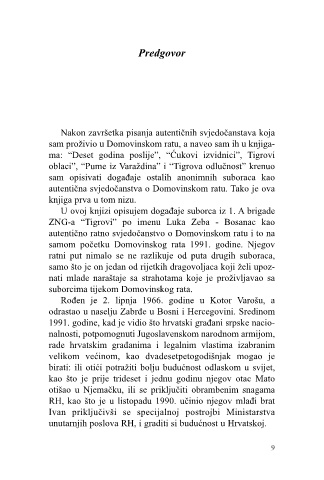 Predgovor
Nakon završetka pisanja autentičnih svjedočanstava koja
sam proživio u Domovinskom ratu, a naveo sam ih u knjiga-
ma: “Deset godina poslije”, “Ćukovi izvidnici”, Tigrovi
oblaci”, “Pume iz Varaždina” i “Tigrova odlučnost” krenuo
sam opisivati događaje ostalih anonimnih suboraca kao
autentična svjedočanstva o Domovinskom ratu. Tako je ova
knjiga prva u tom nizu.
U ovoj knjizi opisujem događaje suborca iz 1. A brigade
ZNG-a “Tigrovi” po imenu Luka Zeba - Bosanac kao
autentično ratno svjedočanstvo o Domovinskom ratu i to na
samom početku Domovinskog rata 1991. godine. Njegov
ratni put nimalo se ne razlikuje od puta drugih suboraca,
samo što je on jedan od rijetkih dragovoljaca koji želi upoz-
nati mlade naraštaje sa strahotama koje je proživljavao sa
suborcima tijekom Domovinskog rata.
Rođen je 2. lipnja 1966. godine u Kotor Varošu, a
odrastao u naselju Zabrđe u Bosni i Hercegovini. Sredinom
1991. godine, kad je vidio što hrvatski građani srpske nacio-
nalnosti, potpomognuti Jugoslavenskom narodnom armijom,
rade hrvatskim građanima i legalnim vlastima izabranim
velikom većinom, kao dvadesetpetogodišnjak mogao je
birati: ili otići potražiti bolju budućnost odlaskom u svijet,
kao što je prije trideset i jednu godinu njegov otac Mato
otišao u Njemačku, ili se priključiti obrambenim snagama
RH, kao što je u listopadu 1990. učinio njegov mlađi brat
Ivan priključivši se specijalnoj postrojbi Ministarstva
unutarnjih poslova RH, i graditi si budućnost u Hrvatskoj.
9